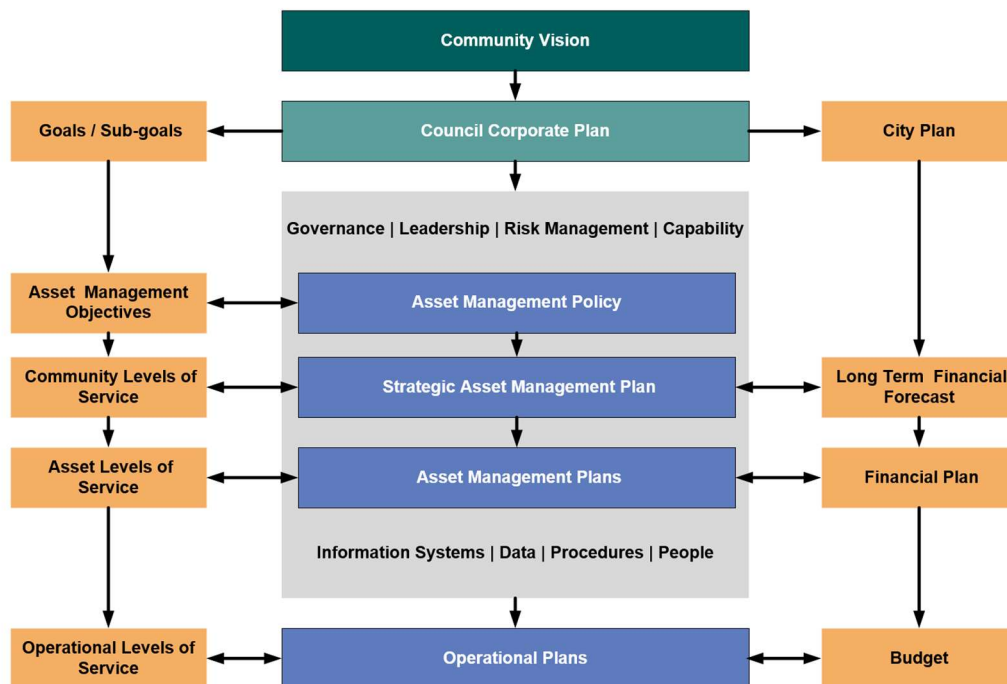 Community Vision
Goals / Sub-goals
Council Corporate Plan
City Plan
Governance | Leadership | Risk Management | Capability
Asset Management
Objectives
Asset Management Policy
Community Levels of
Service
Strategic Asset Management Plan
Long Term Financial
Forecast
Asset Levels of
Service
Asset Management Plans
Financial Plan
Information Systems | Data | Procedures | People
Operational Levels of
Service
Operational Plans
Budget